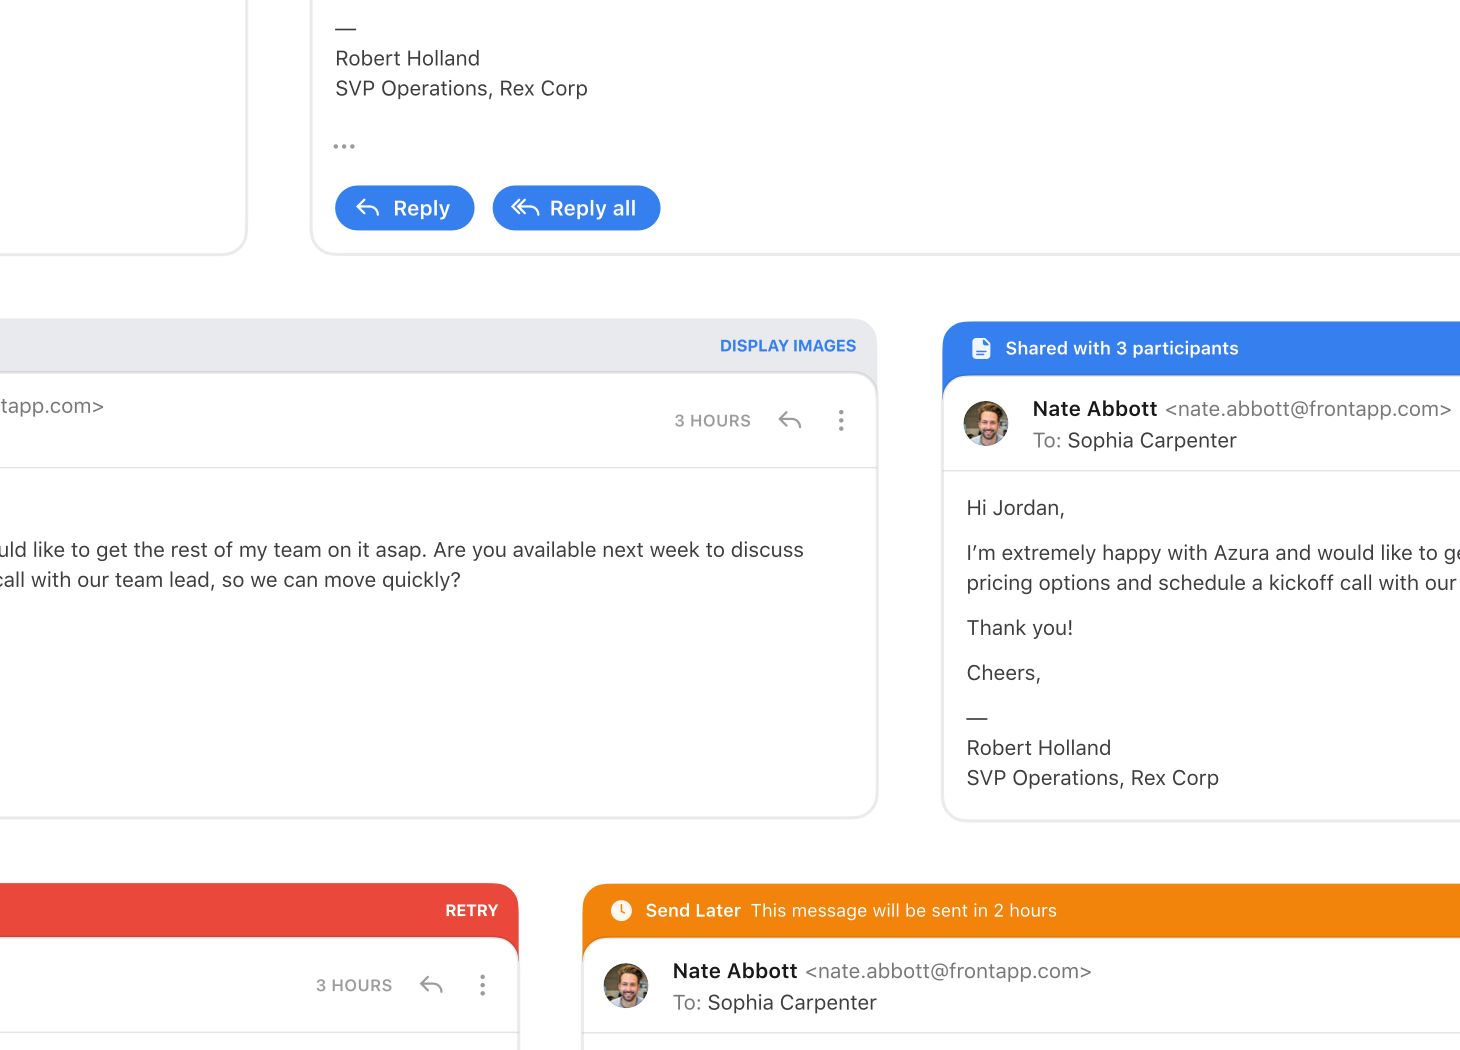 —
Robert Holland
SVP Operations, Rex Corp
...
Reply
Reply all
DISPLAY IMAGES
tapp.com>
3 HOURS
uld like to get the rest of my team on it asap. Are you available next week to discuss
call with our team lead, so we can move quickly?
Shared with 3 participants
Nate Abbott <nate.abbott@frontapp.com>
To: Sophia Carpenter
Hi Jordan,
I’m extremely happy with Azura and would like to ge
pricing options and schedule a kickoff call with our
Thank you!
Cheers,
—
Robert Holland
SVP Operations, Rex Corp
RETRY
3 HOURS
Send Later This message will be sent in 2 hours
Nate Abbott <nate.abbott@frontapp.com>
To: Sophia Carpenter